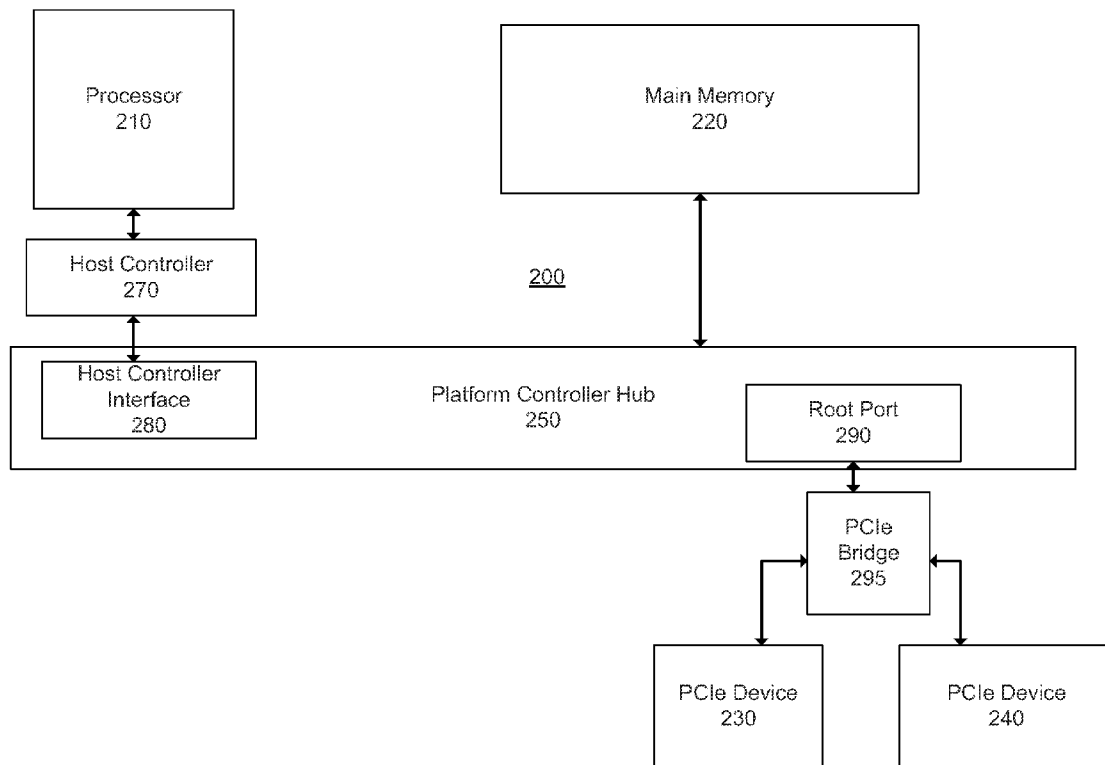 Processor
210
Main Memory
220
Host Controller
270
200
Host Controller
Interface
280
Platform Controller Hub
250
Root Port
290
PCIe
Bridge
295
PCIe Device
230
PCIe Device
240